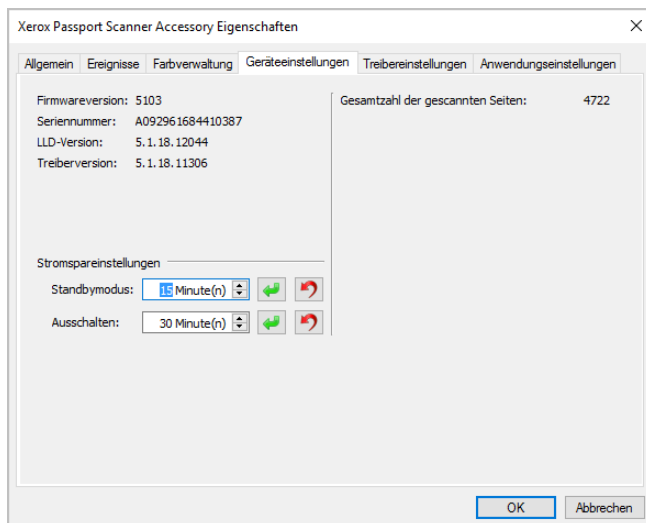 Xerox Passport Scanner Accessory Eigenschaften
Allgemein Ereignisse Farbverwaltung Geräteeinstellungen Treibereinstellungen Anwendungseinstellungen
Firmwareversion: 5103
Seriennummer: A092961684410387
LLD-Version: 5.1.18.12044
Treiberversion: 5.1.18.11306
Gesamtzahl der gescannten Seiten: 4722
Stromspareinstellungen
Standbymodus: 15 Minute(n)
Ausschalten: 30 Minute(n)
OK Abbrechen